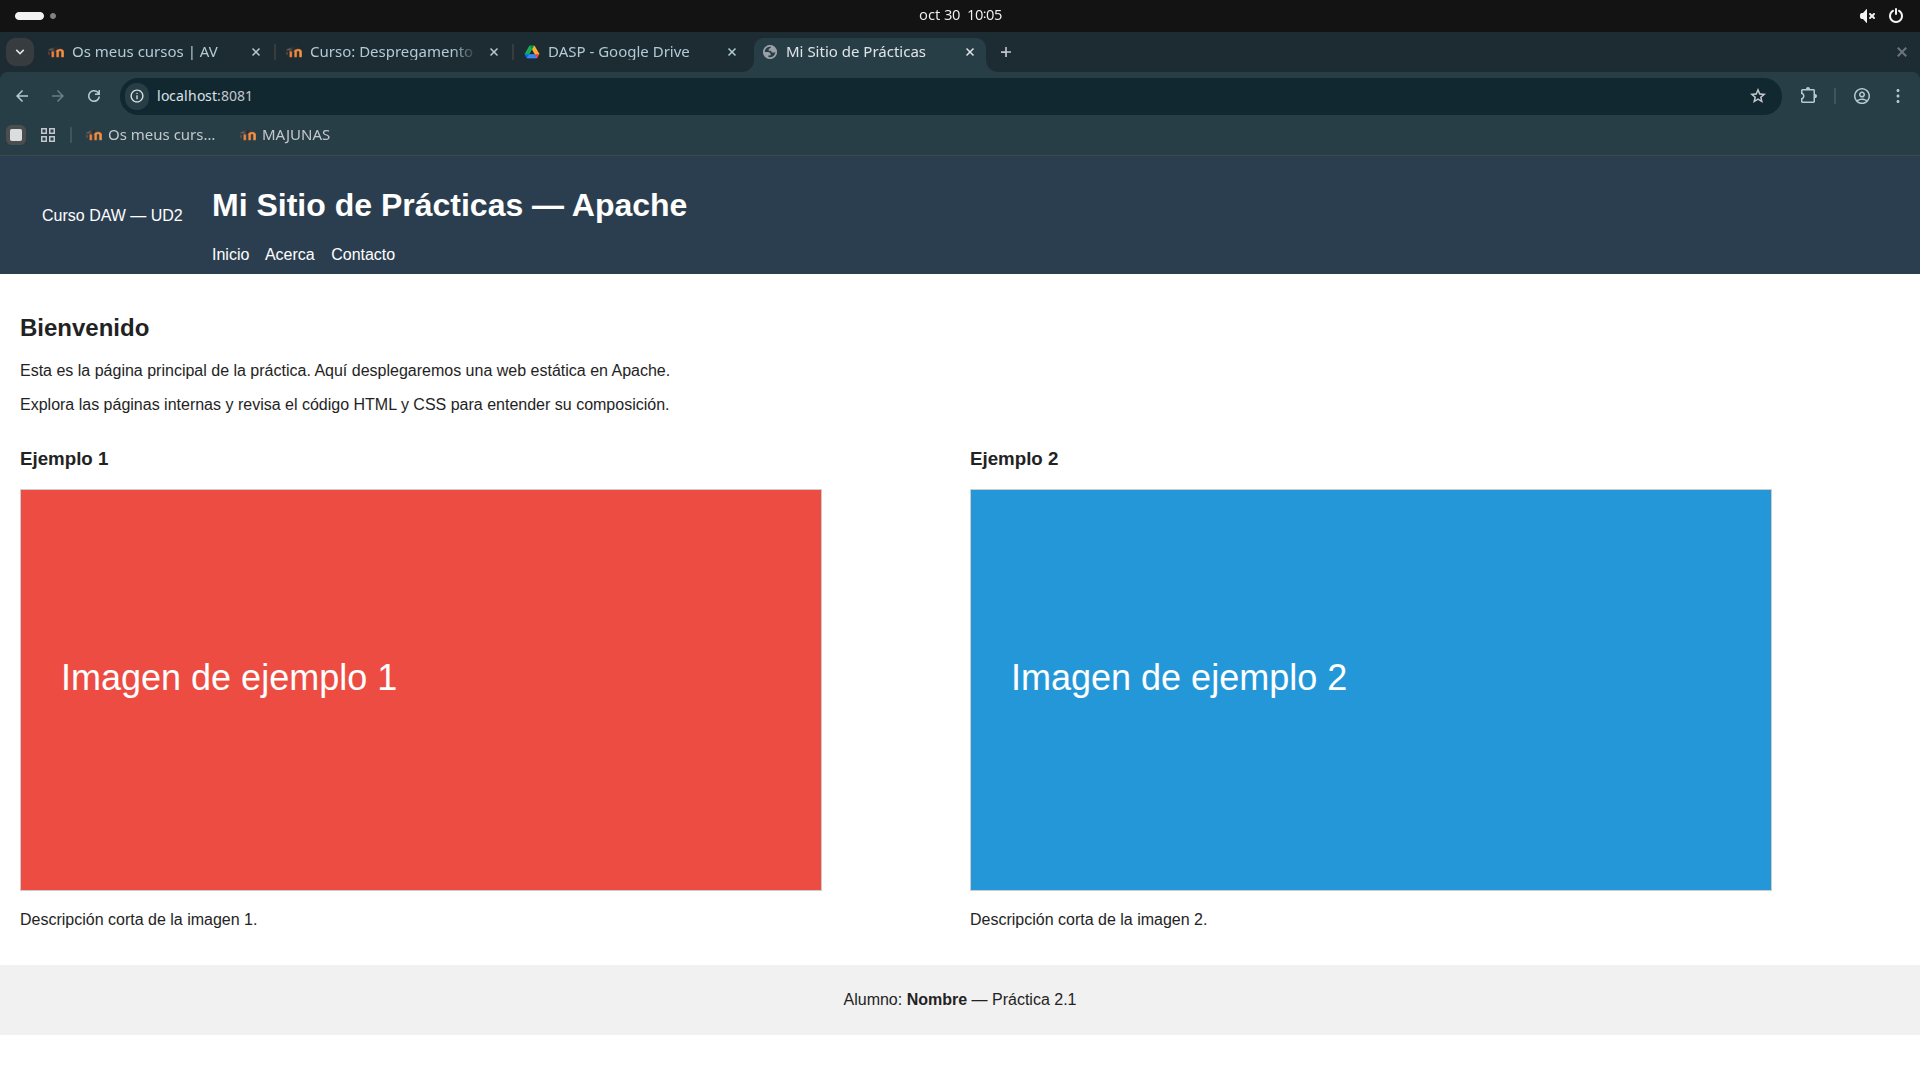 oct 30 10:05
Os meus cursos | AV
Curso: Despregamento
DASP - Google Drive
Mi Sitio de Prácticas
localhost:8081
Os meus curs...
MAJUNAS
Curso DAW — UD2
Mi Sitio de Prácticas — Apache
Inicio Acerca Contacto
Bienvenido
Esta es la página principal de la práctica. Aquí desplegaremos una web estática en Apache.
Explora las páginas internas y revisa el código HTML y CSS para entender su composición.
Ejemplo 1
Imagen de ejemplo 1
Descripción corta de la imagen 1.
Ejemplo 2
Imagen de ejemplo 2
Descripción corta de la imagen 2.
Alumno: Nombre — Práctica 2.1